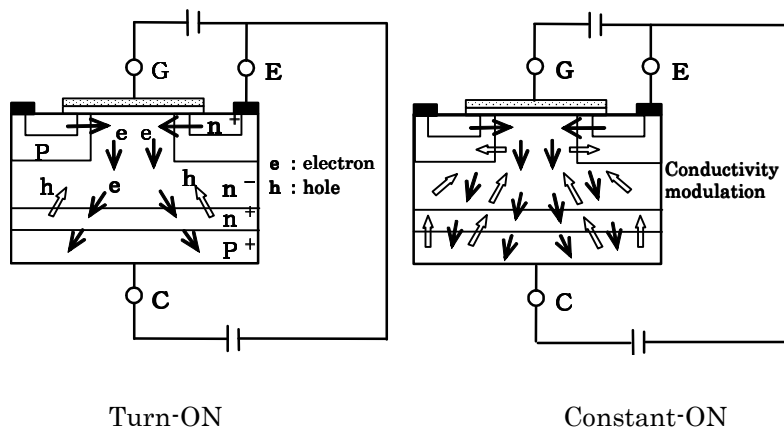 G
E
e e
n +
P
h e h
n −
n +
P +
e : electron
h : hole
C
Turn-ON
G
E
Conductivity
modulation
C
Constant-ON